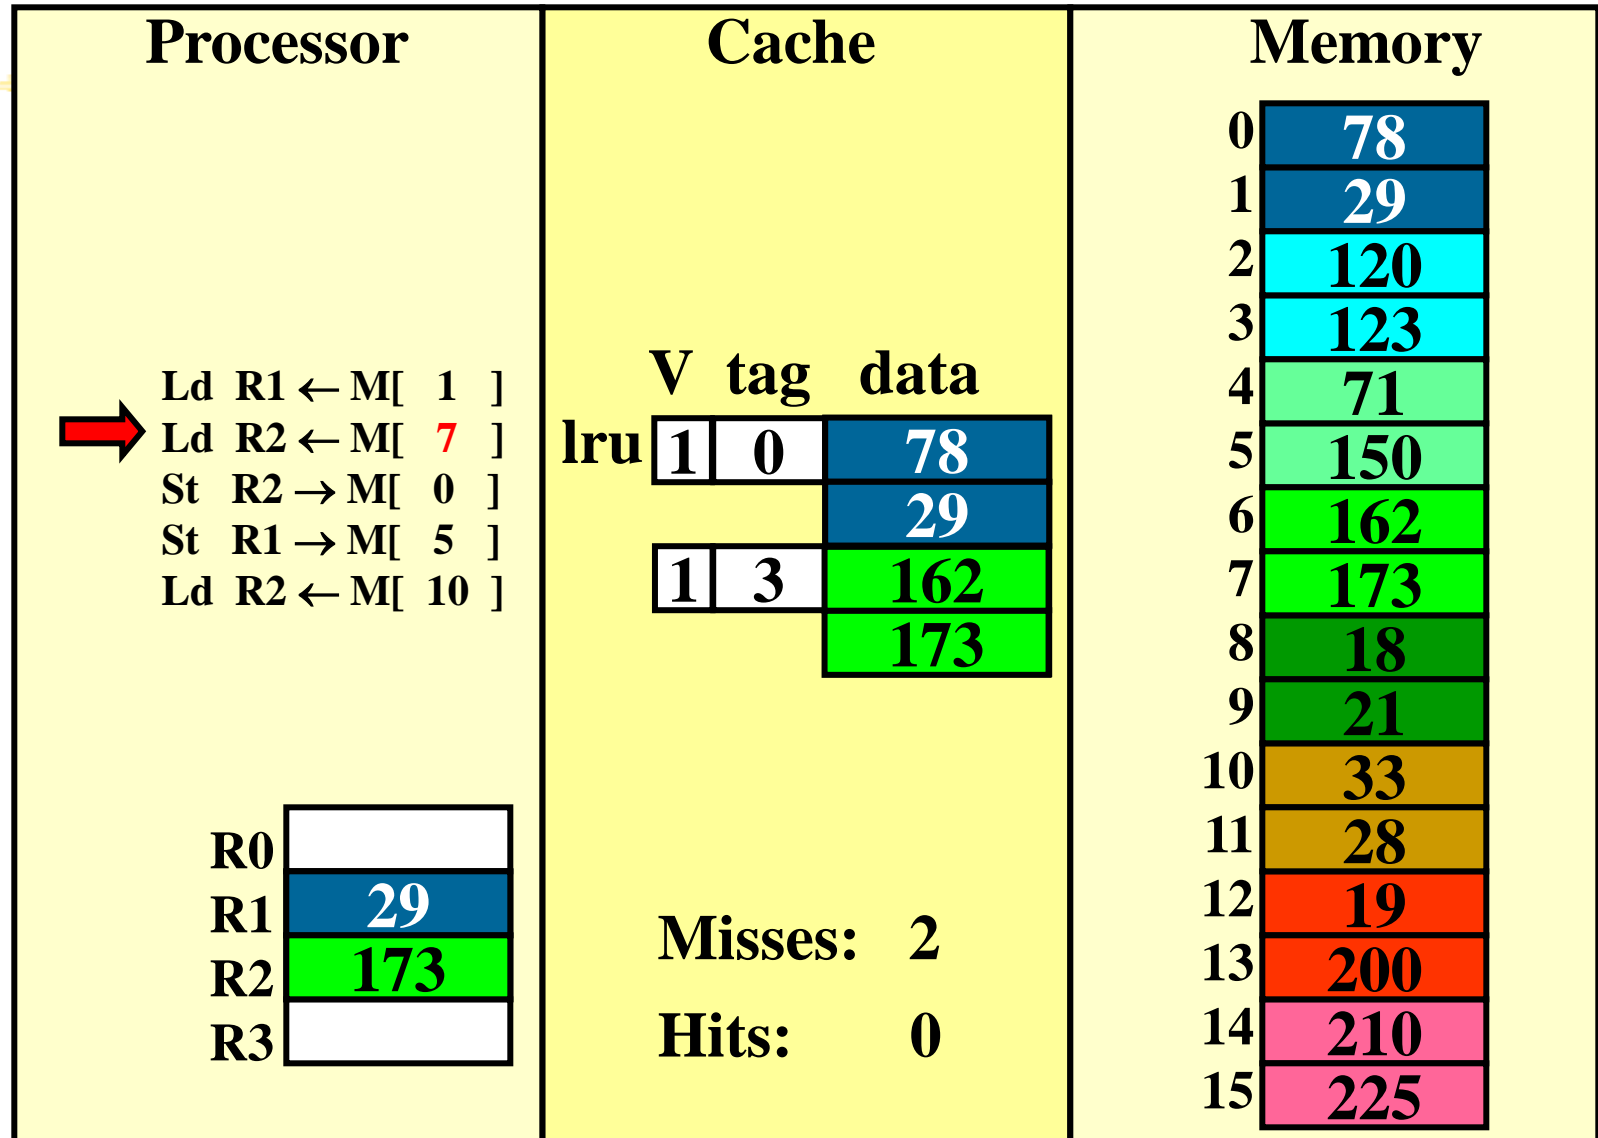 Processor
Ld R1 ← M[ 1 ]
Ld R2 ← M[ 7 ]
St R2 → M[ 0 ]
St R1 → M[ 5 ]
Ld R2 ← M[ 10 ]
R0
R1 29
R2 173
R3
Cache
V tag data
lru 1 0 78
29
1 3 162
173
Misses: 2
Hits: 0
Memory
0 78
1 29
2 120
3 123
4 71
5 150
6 162
7 173
8 18
9 21
10 33
11 28
12 19
13 200
14 210
15 225